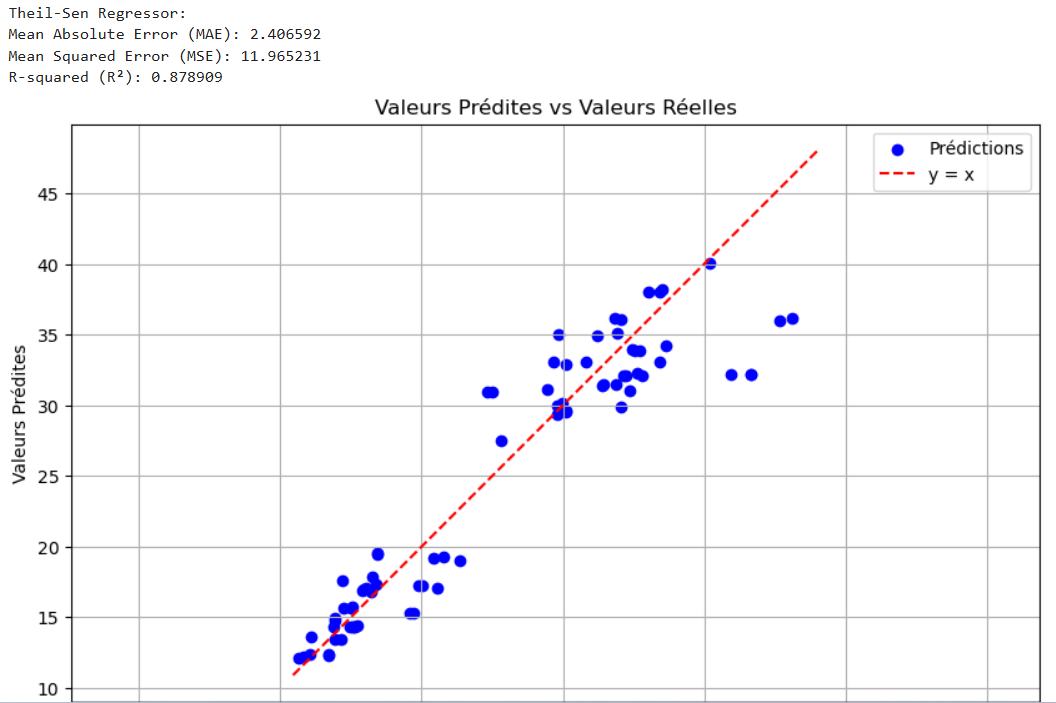 Theil-Sen Regressor:
Mean Absolute Error (MAE): 2.406592
Mean Squared Error (MSE): 11.965231
R-squared (R²): 0.878909
Valeurs Prédites vs Valeurs Réelles
Prédictions
y = x
45
40
35
30
25
20
15
10
Valeurs Prédites